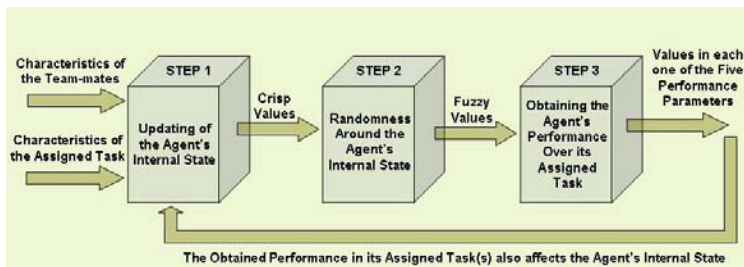 Characteristics of
the Team-mates
Characteristics of
the Assigned Task
STEP 1
Updating of
the Agent's
Internal State
Crisp
Values
STEP 2
Randomness
Around the
Agent's
Internal State
Fuzzy
Values
STEP 3
Obtaining the
Agent's
Performance
Over its
Assigned
Task
Values in each
one of the Five
Performance
Parameters
The Obtained Performance in its Assigned Task(s) also affects the Agent's Internal State